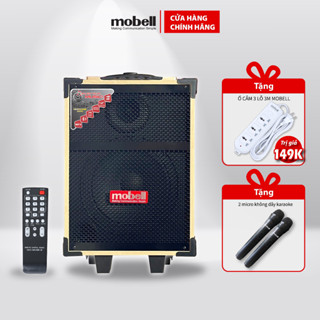 mobell
Making Communication Simple
CỬA HÀNG
CHÍNH HÃNG
Tặng
Ổ CẮM 3 LỖ 3M MOBELL
Trị giá
149K
Tặng
2 micro không dây karaoke
mobell